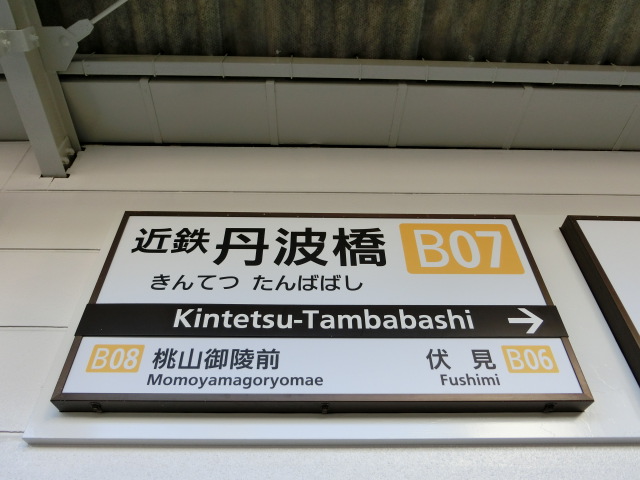 近鉄 丹波橋 B07
きんてつ たんばばし
Kintetsu-Tambabashi →
B08 桃山御陵前 伏見 B06
Momoyamagoryomae Fushimi